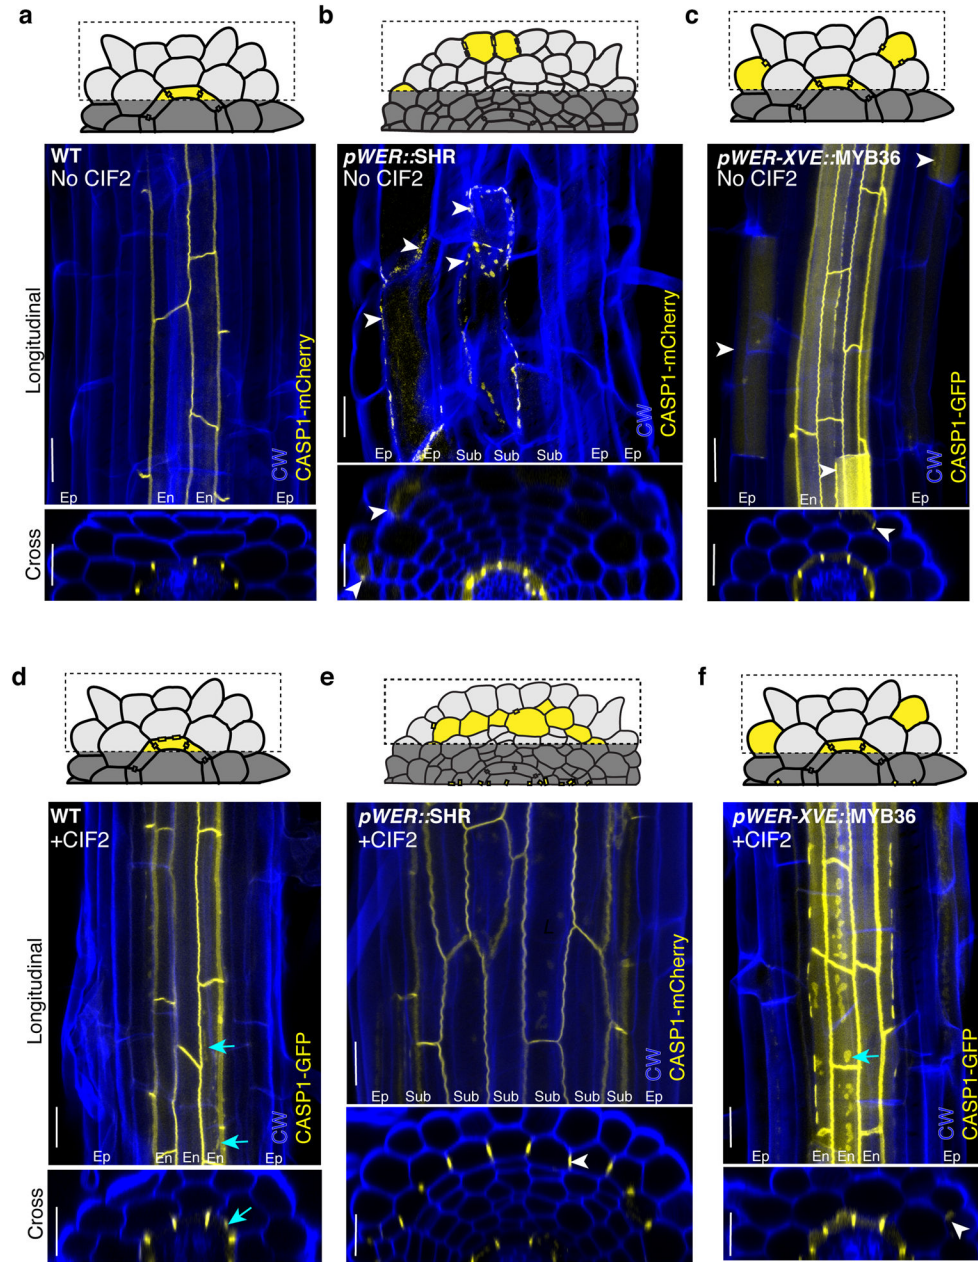 a
b
c
WT
No CIF2
pWER::SHR
No CIF2
pWER-XVE::MYB36
No CIF2
Longitudinal
CW
CASP1-mCherry
CW
CASP1-mCherry
CW
CASP1-GFP
Ep En En Ep
Ep Ep Sub Sub Sub Ep Ep
Ep En Ep
Cross
d
e
f
WT
+CIF2
pWER::SHR
+CIF2
pWER-XVE::MYB36
+CIF2
Longitudinal
CW
CASP1-GFP
CW
CASP1-mCherry
CW
CASP1-GFP
Ep En En En Ep
Ep Sub Sub Sub Sub Sub Sub Ep
Ep En En En Ep
Cross